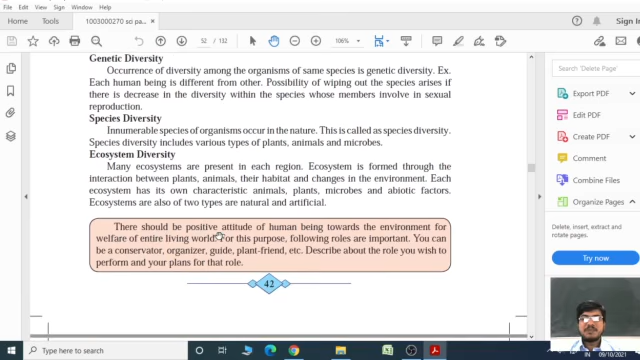 Home
Tools
1003000270 sci pa...
Sign In
52 / 132
106%
Genetic Diversity
Occurrence of diversity among the organisms of same species is genetic diversity. Ex.
Each human being is different from other. Possibility of wiping out the species arises if
there is decrease in the diversity within the species whose members involve in sexual
reproduction.
Species Diversity
Innumerable species of organisms occur in the nature. This is called as species diversity.
Species diversity includes various types of plants, animals and microbes.
Ecosystem Diversity
Many ecosystems are present in each region. Ecosystem is formed through the
interaction between plants, animals, their habitat and changes in the environment. Each
ecosystem has its own characteristic animals, plants, microbes and abiotic factors.
Ecosystems are also of two types are natural and artificial.
There should be positive attitude of human being towards the environment for
welfare of entire living world. For this purpose, following roles are important. You can
be a conservator, organizer, guide, plant-friend, etc. Describe about the role you wish to
perform and your plans for that role.
42
Search 'Delete Page'
Export PDF
Edit PDF
Create PDF
Comment
Combine Files
Organize Pages
Delete, insert, extract and
rotate pages.
Try now
Type here to search
IN
09/10/2021